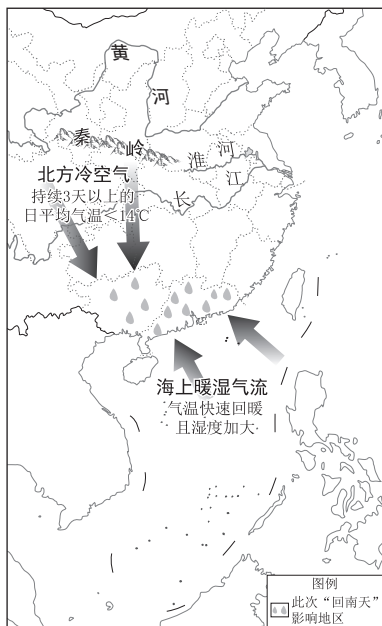 黄
河
秦
岭
淮河
长江
北方冷空气
持续3天以上的
日平均气温<14℃
海上暖湿气流
气温快速回暖
且湿度加大
图例
此次“回南天”
影响地区